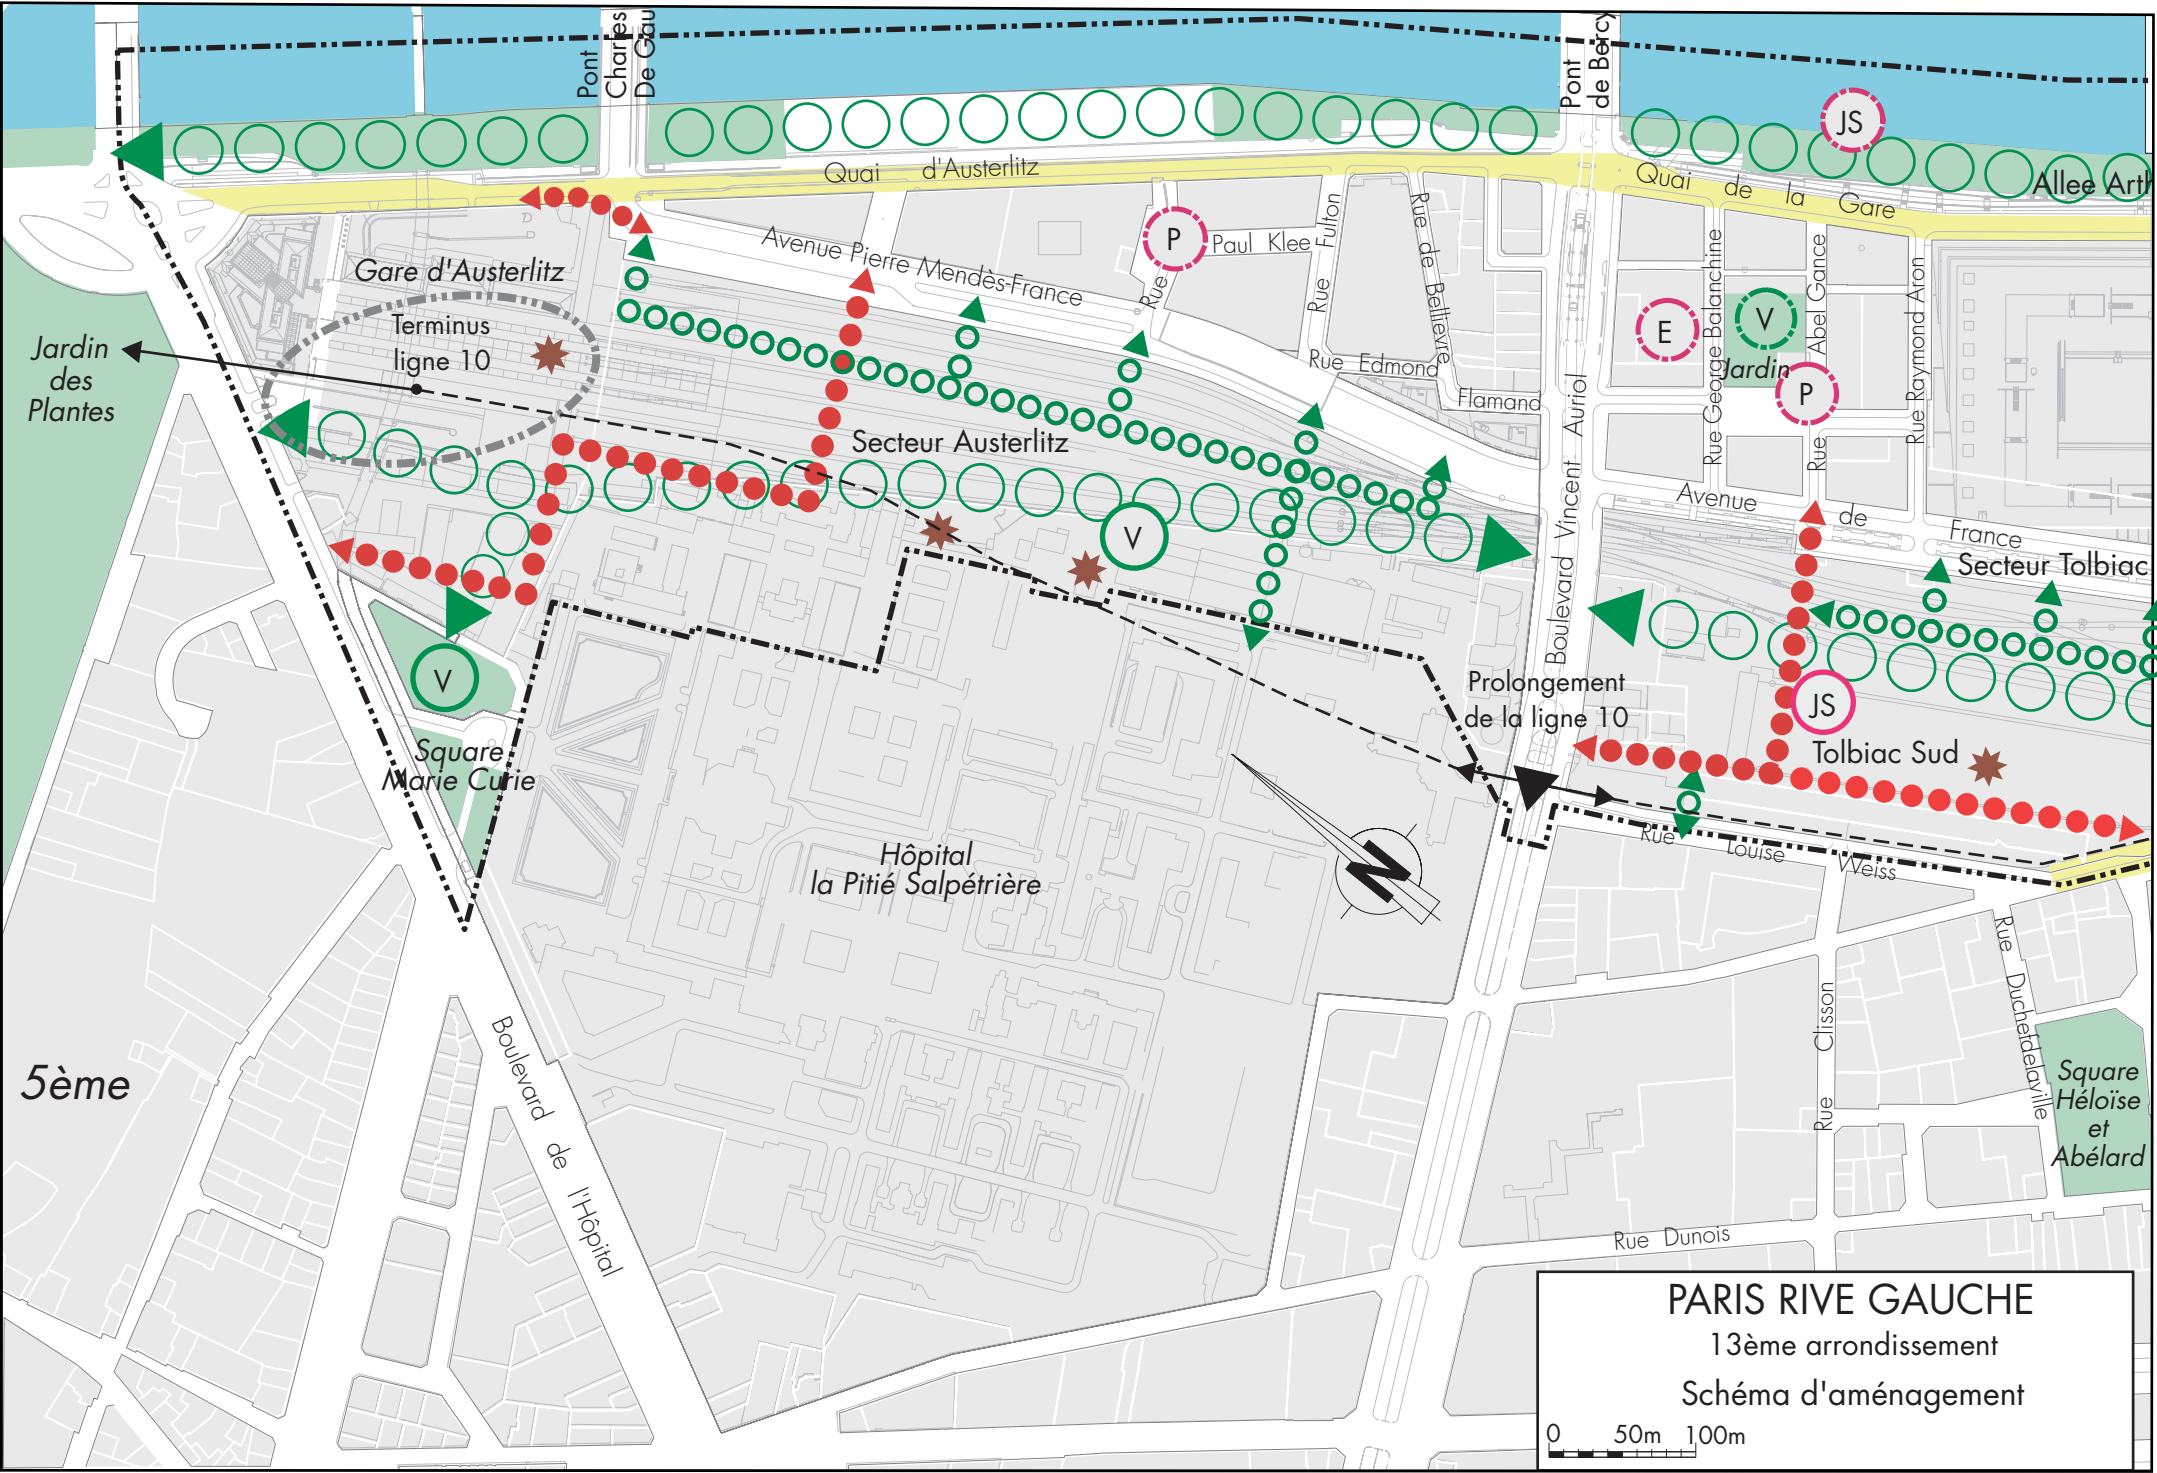 Pont
Charles
De Gau
Pont
de Bercy
JS
Allee Arth
Quai d'Austerlitz
Quai de la Gare
P
Rue Paul Klee
Rue Fulton
Rue de Bellievre
Avenue Pierre Mendès-France
Gare d'Austerlitz
Terminus
ligne 10
Jardin
des
Plantes
Rue Edmond
Flamand
E
V
Jardin
P
Rue George Balanchine
Rue Abel Gance
Rue Raymond Aron
Secteur Austerlitz
V
Boulevard Vincent Auriol
Avenue de France
Secteur Tolbiac
V
Square
Marie Curie
Prolongement
de la ligne 10
JS
Tolbiac Sud
Rue Louise Weiss
Hôpital
la Pitié Salpétrière
N
5ème
Boulevard de l'Hôpital
Rue Clisson
Rue Duchefdelaville
Square
Héloïse
et
Abélard
Rue Dunois
PARIS RIVE GAUCHE
13ème arrondissement
Schéma d'aménagement
0 50m 100m